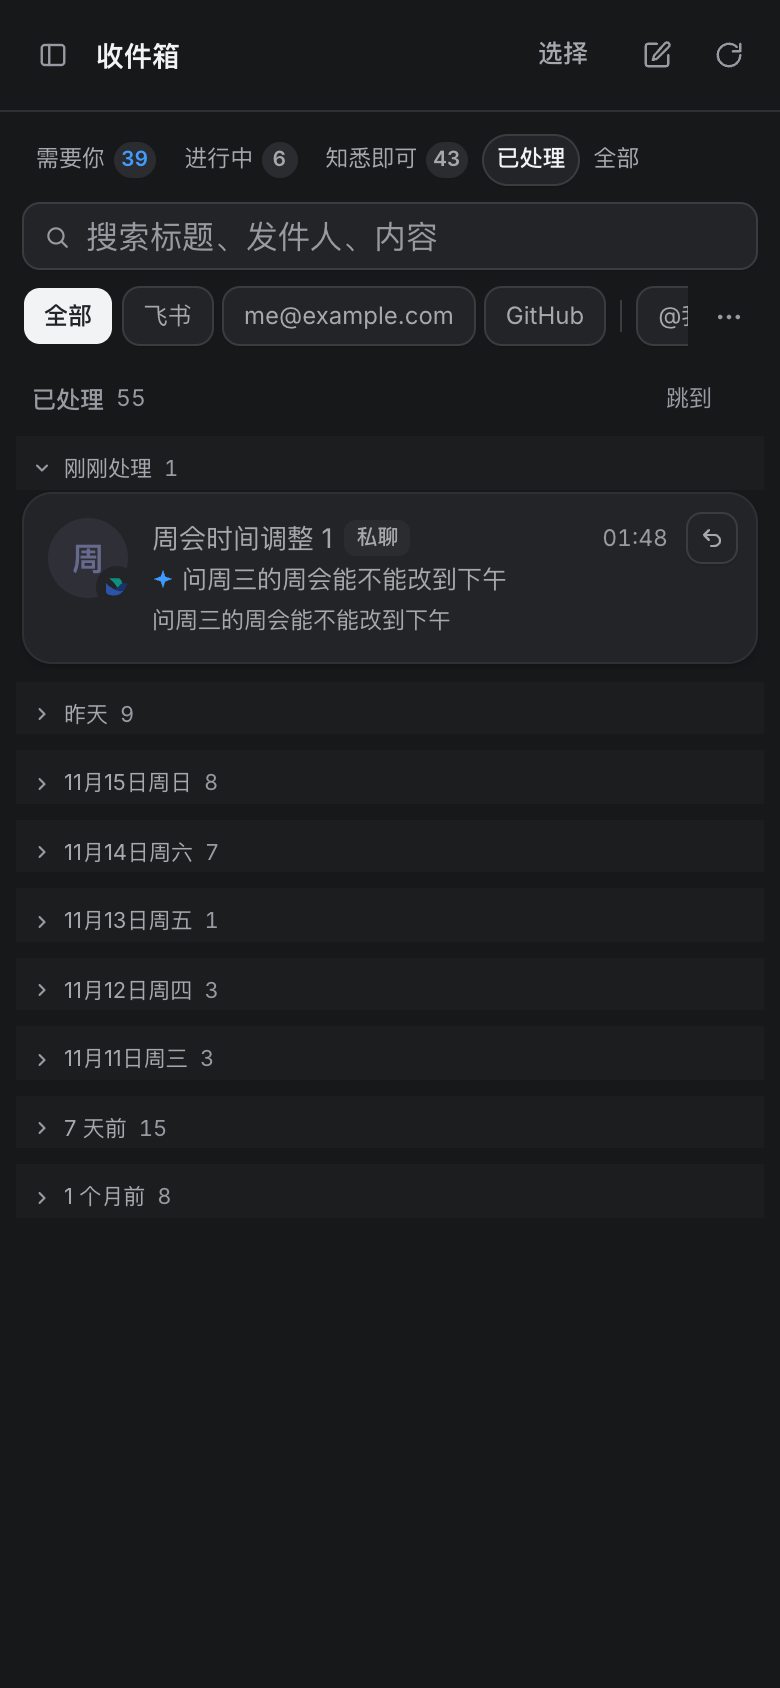 收件箱 选择
需要你 39 进行中 6 知悉即可 43 已处理 全部
搜索标题、发件人、内容
全部 飞书 me@example.com GitHub @
已处理 55 跳到
刚刚处理 1
周 周会时间调整 1 私聊 01:48
问周三的周会能不能改到下午
问周三的周会能不能改到下午
昨天 9
11月15日周日 8
11月14日周六 7
11月13日周五 1
11月12日周四 3
11月11日周三 3
7 天前 15
1 个月前 8